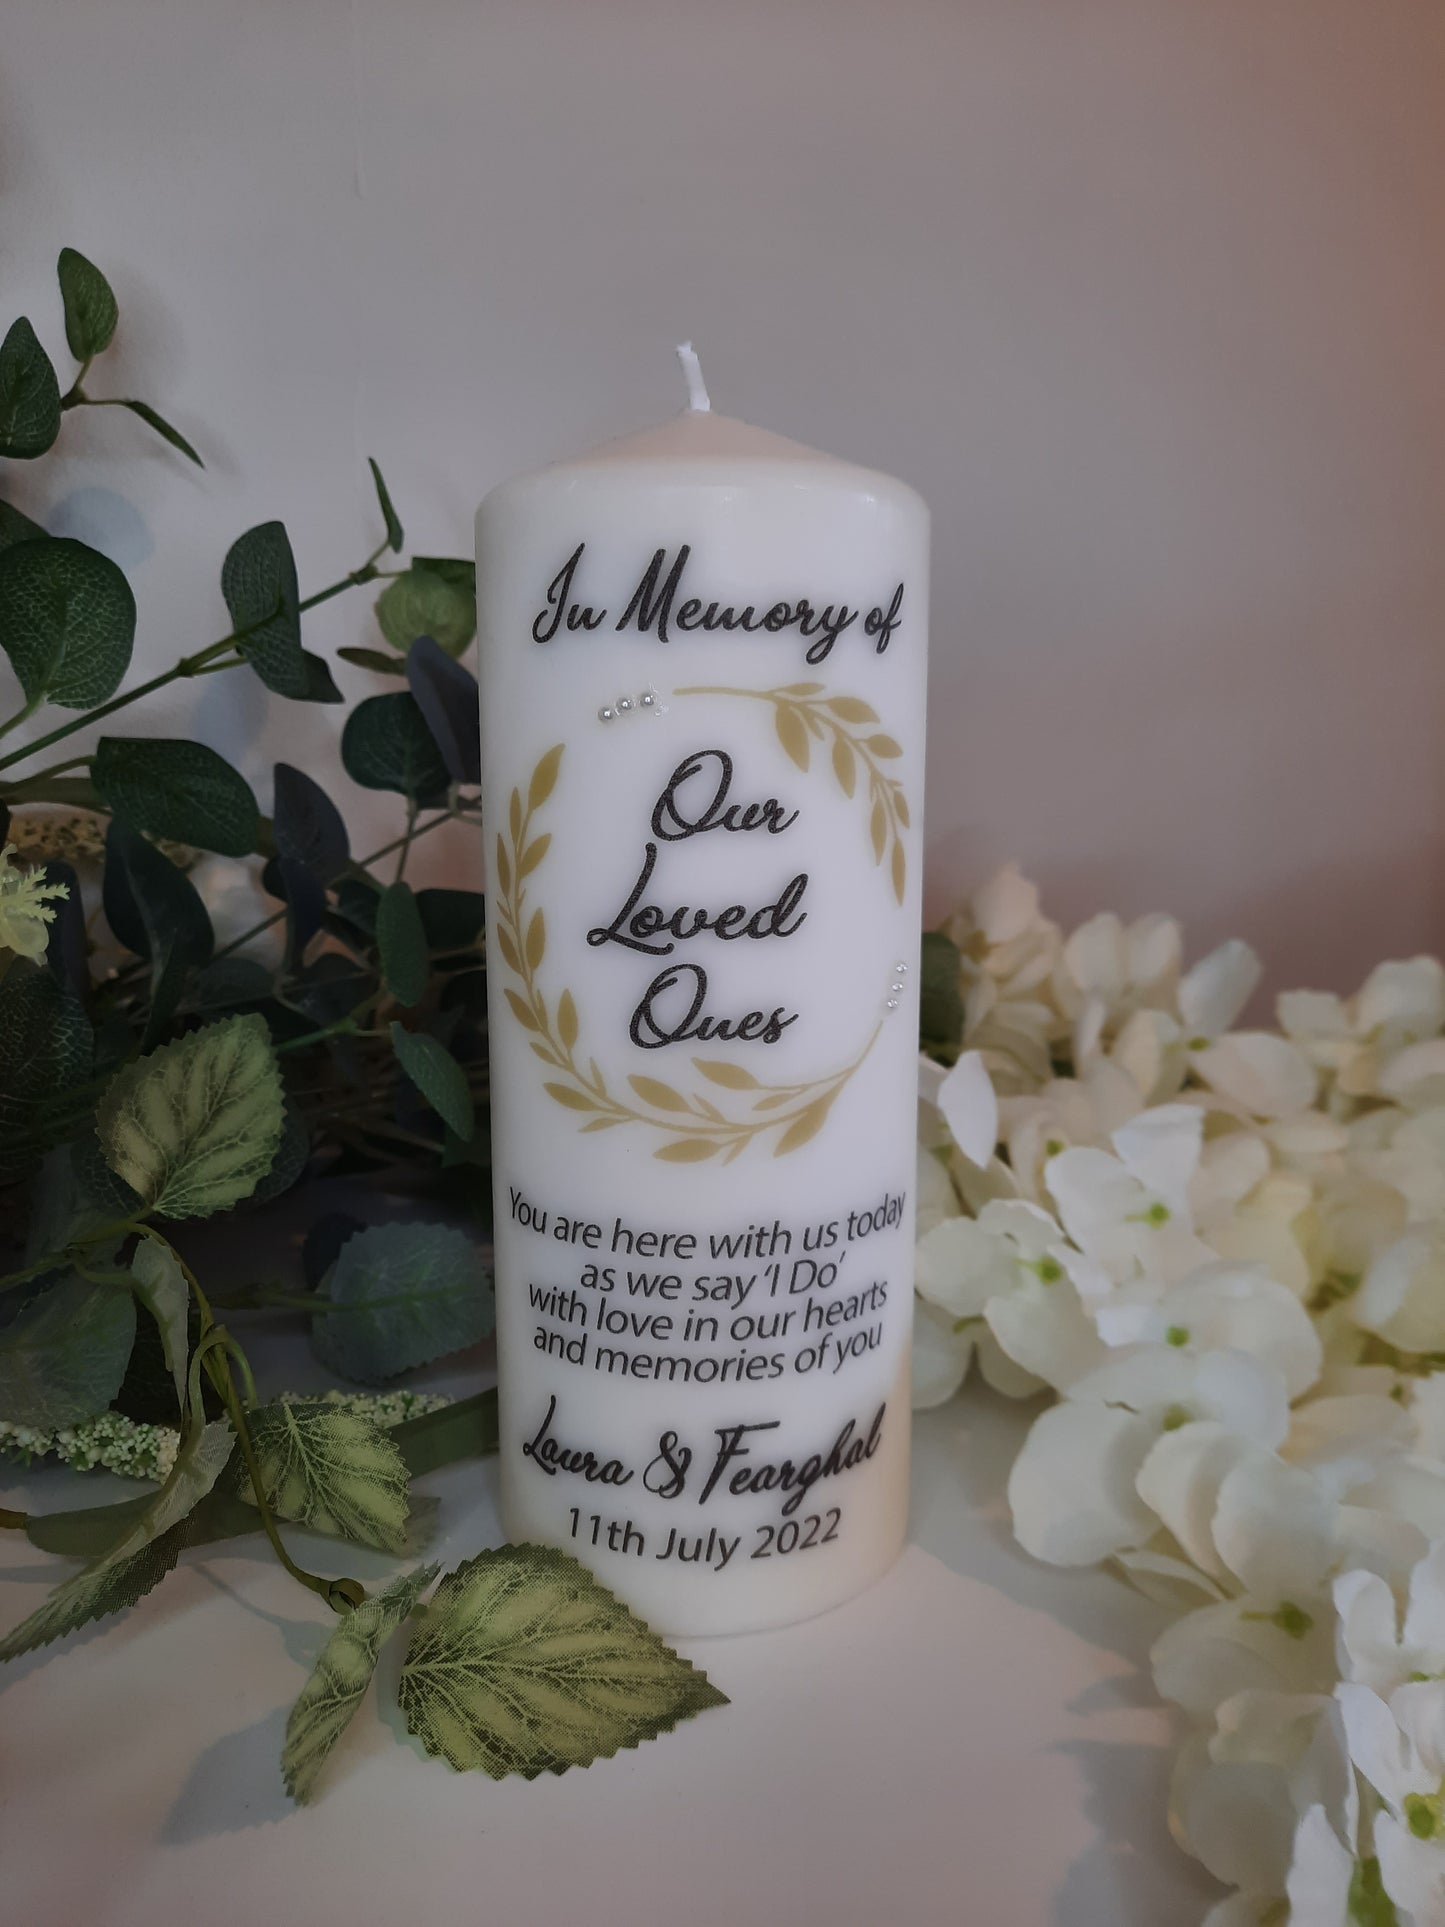 In Memory of
Our
Loved
Ones
You are here with us today
as we say ‘I Do’
with love in our hearts
and memories of you
Laura & Fearghal
11th July 2022